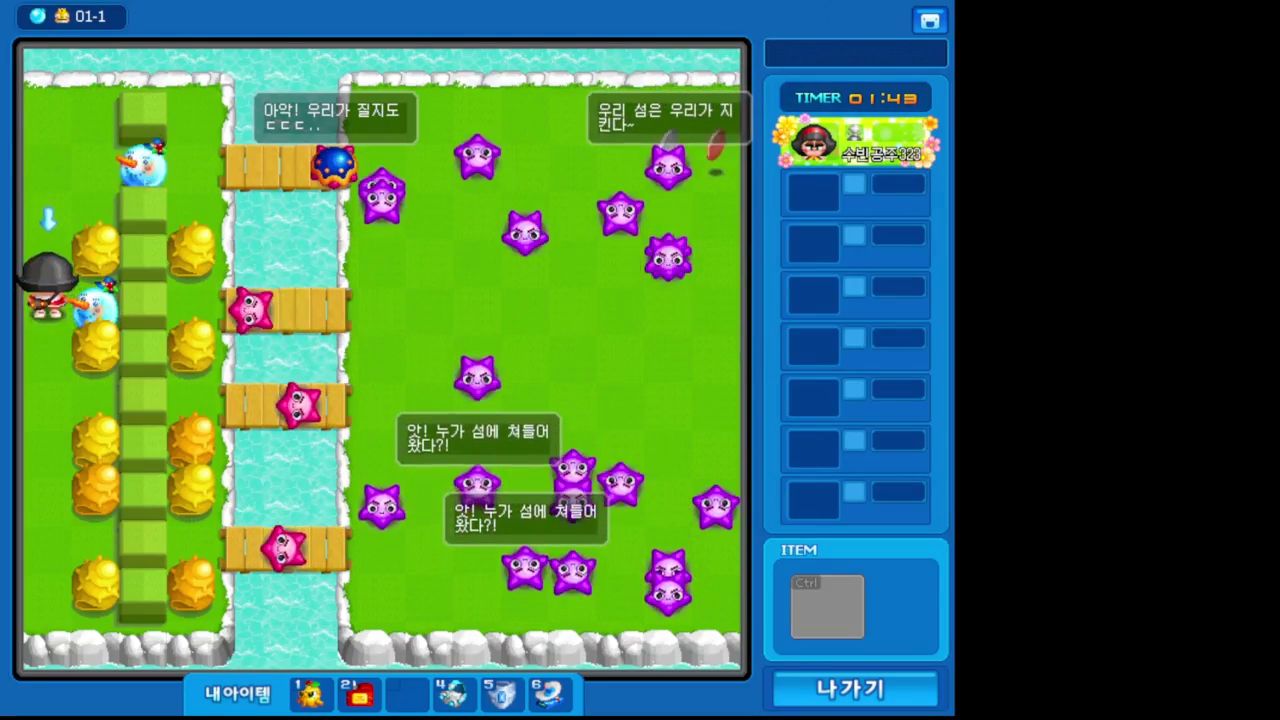 01-1
아악! 우리가 질지도
ㄷㄷㄷ..
우리 섬은 우리가 지
킨다~
앗! 누가 섬에 쳐들어
왔다?!
앗! 누가 섬에 쳐들어
왔다?!
TIMER 01:43
수빈공주323
ITEM
Ctrl
내아이템
1
2
4
5
6
나가기